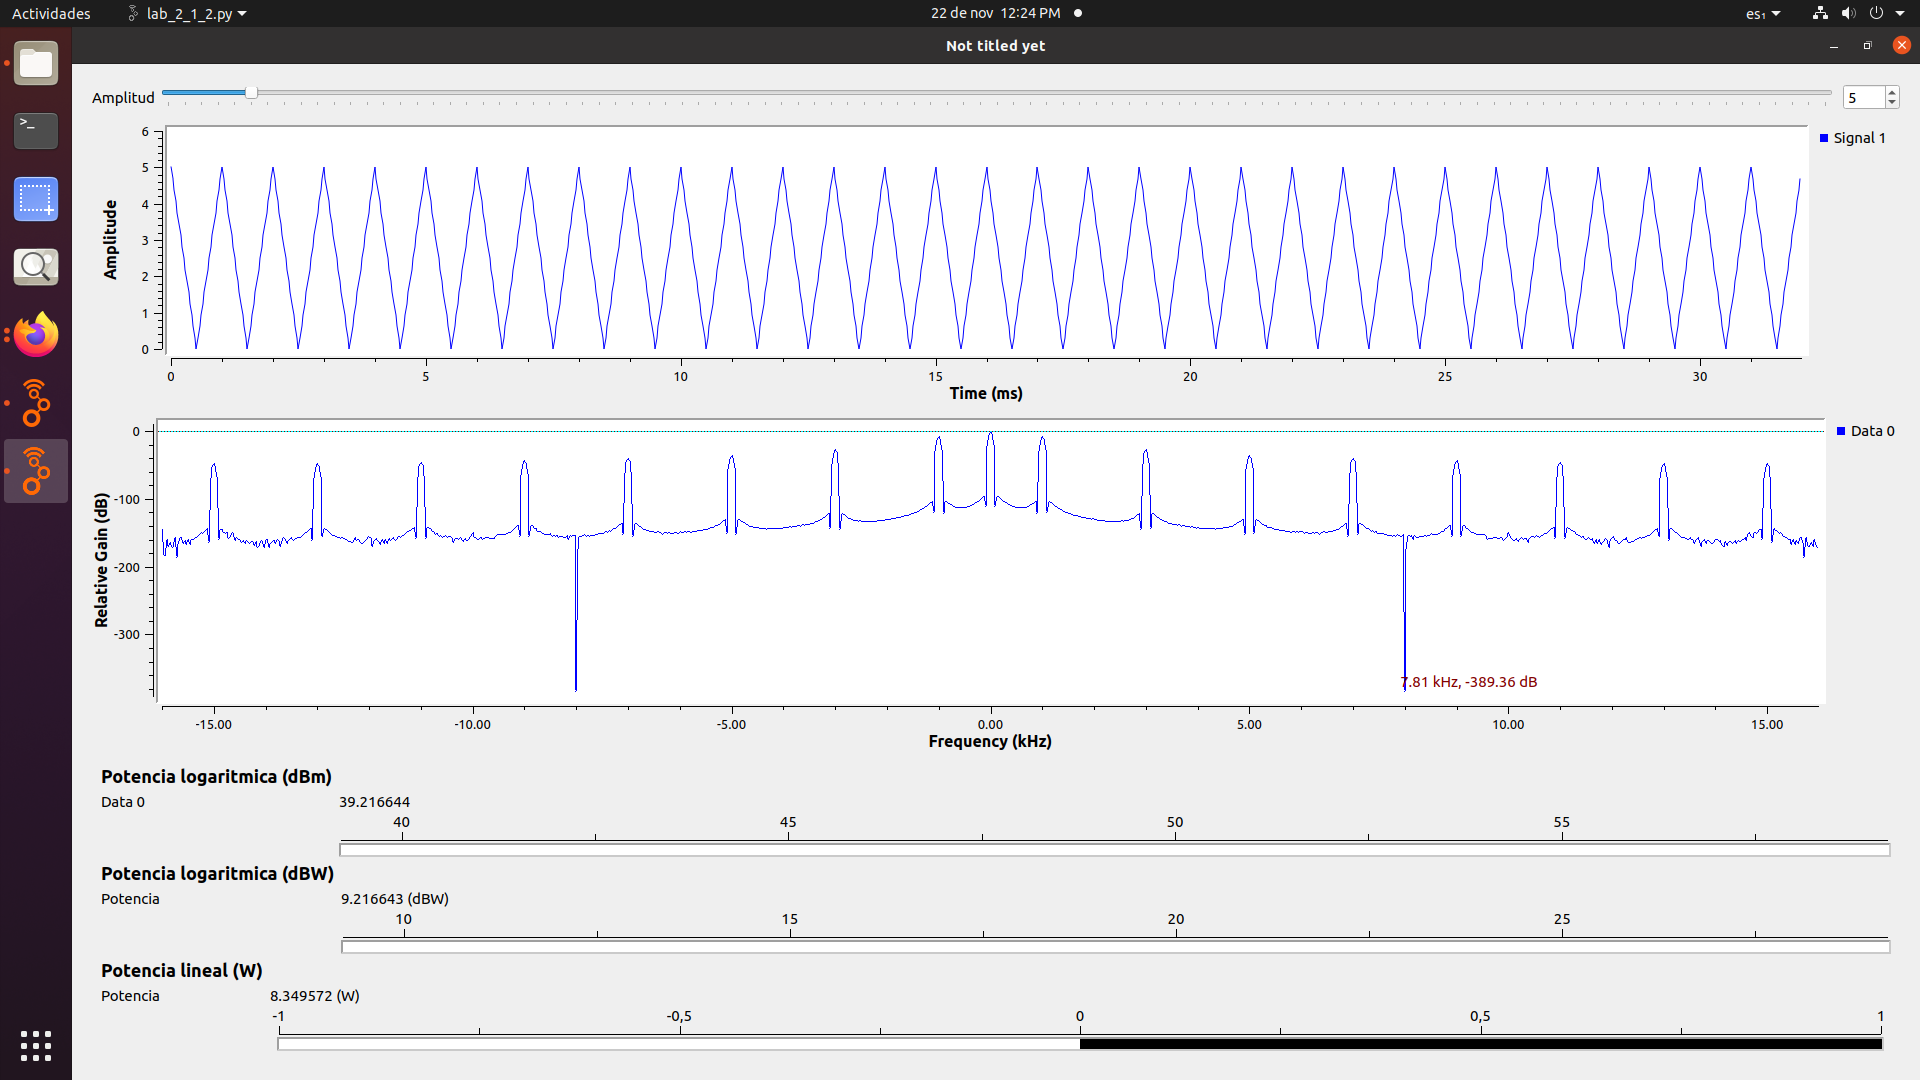 Actividades lab_2_1_2.py 22 de nov 12:24 PM es₁
Not titled yet
Amplitud 5
6
5
4
3
2
1
0
Amplitude
Signal 1
0 5 10 15 20 25 30
Time (ms)
0
-100
-200
-300
Relative Gain (dB)
Data 0
7.81 kHz, -389.36 dB
-15.00 -10.00 -5.00 0.00 5.00 10.00 15.00
Frequency (kHz)
Potencia logaritmica (dBm)
Data 0 39.216644
40 45 50 55
Potencia logaritmica (dBW)
Potencia 9.216643 (dBW)
10 15 20 25
Potencia lineal (W)
Potencia 8.349572 (W)
-1 -0,5 0 0,5 1